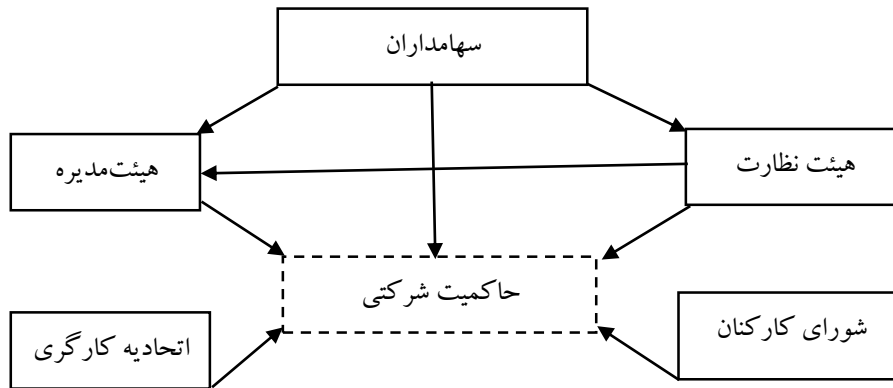 سهامداران
هیئت نظارت
هیئت‌مدیره
حاکمیت شرکتی
شورای کارکنان
اتحادیه کارگری